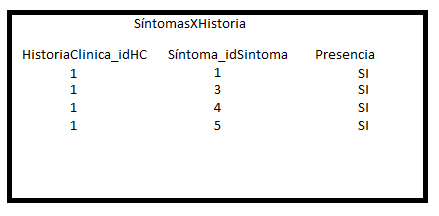 SíntomasXHistoria
HistoriaClinica_idHC Síntoma_idSintoma Presencia
1 1 SI
1 3 SI
1 4 SI
1 5 SI